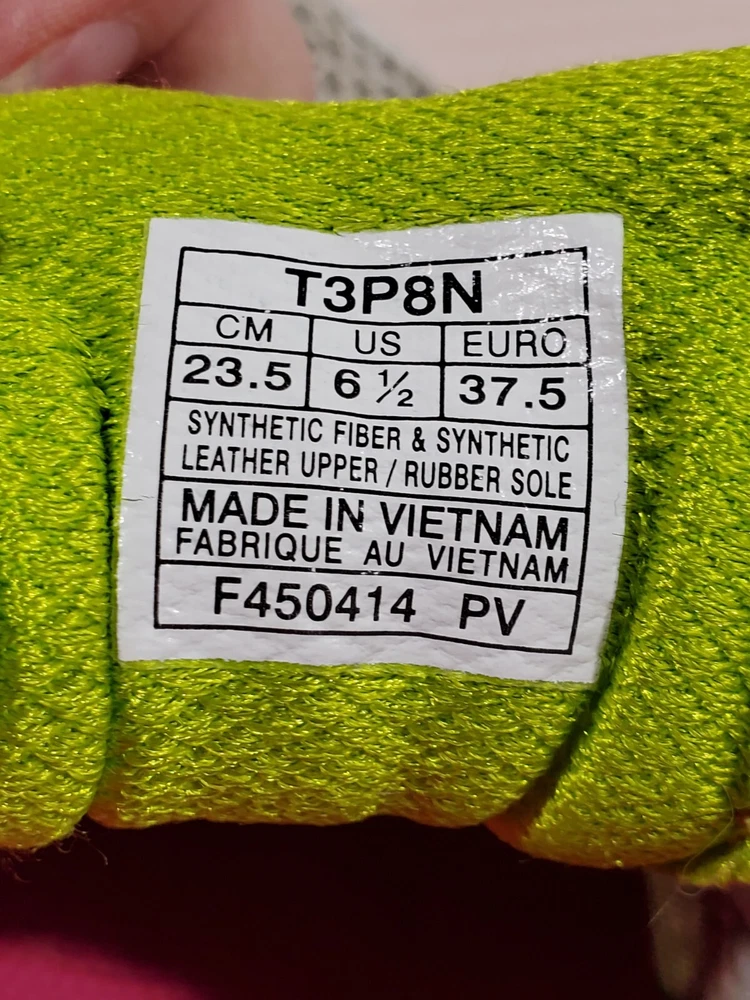 T3P8N
CM US EURO
23.5 6 ½ 37.5
SYNTHETIC FIBER & SYNTHETIC
LEATHER UPPER / RUBBER SOLE
MADE IN VIETNAM
FABRIQUE AU VIETNAM
F450414 PV